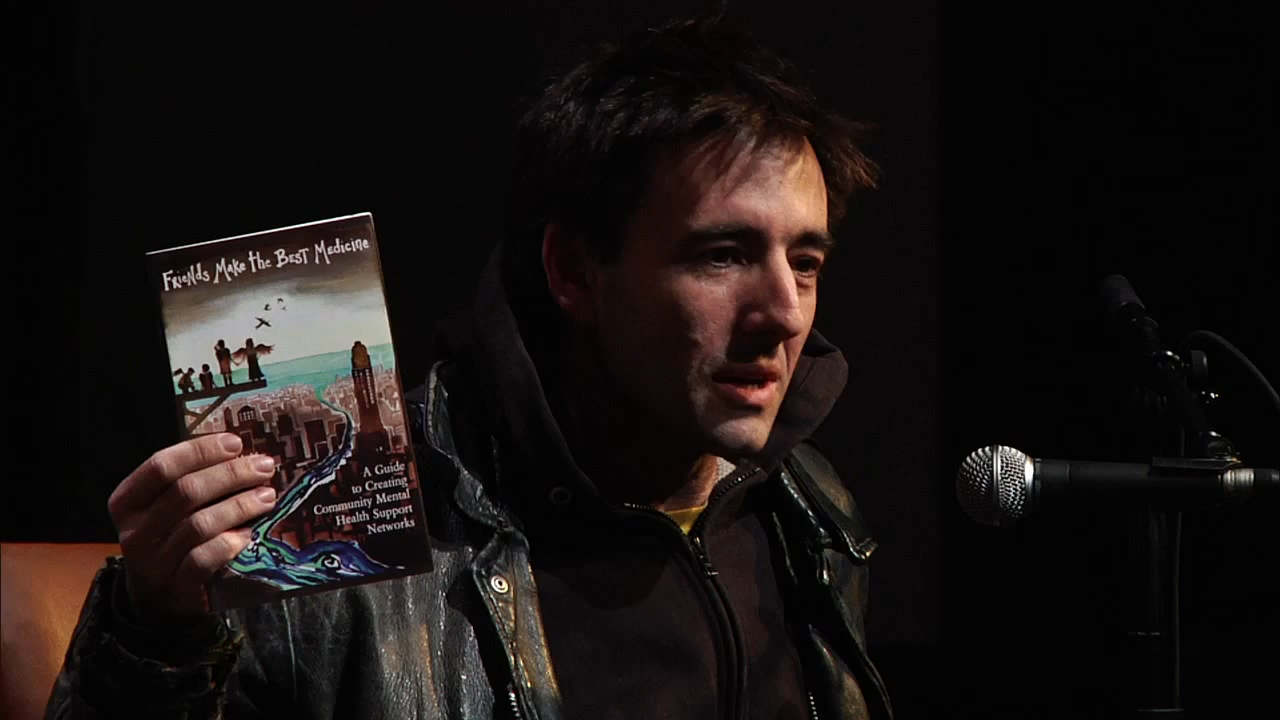 Friends Make the Best Medicine
A Guide
to Creating
Community Mental
Health Support
Networks